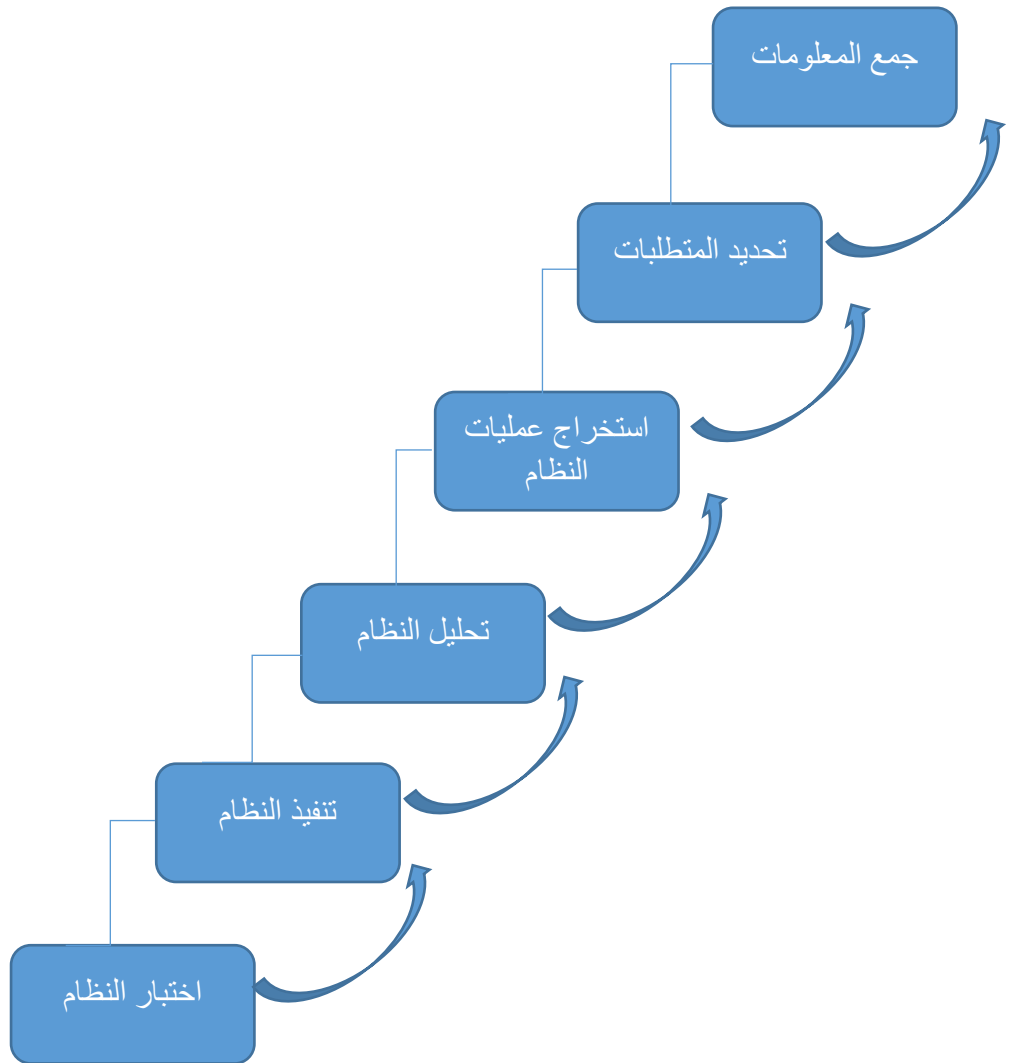 جمع المعلومات
تحديد المتطلبات
استخراج عمليات
النظام
تحليل النظام
تنفيذ النظام
اختبار النظام